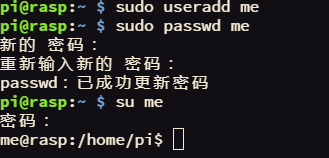 pi@rasp:~ $ sudo useradd me
pi@rasp:~ $ sudo passwd me
新的 密码：
重新输入新的 密码：
passwd：已成功更新密码
pi@rasp:~ $ su me
密码：
me@rasp:/home/pi$